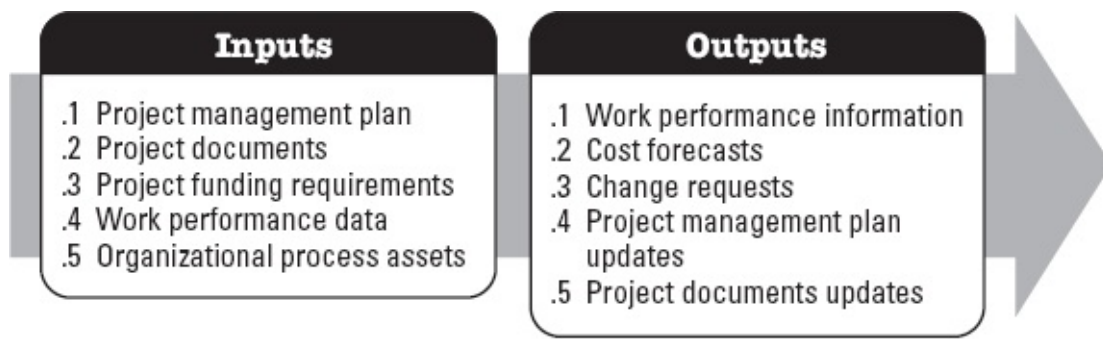 Inputs
.1 Project management plan
.2 Project documents
.3 Project funding requirements
.4 Work performance data
.5 Organizational process assets
Outputs
.1 Work performance information
.2 Cost forecasts
.3 Change requests
.4 Project management plan
updates
.5 Project documents updates